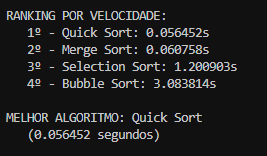 RANKING POR VELOCIDADE:
1º - Quick Sort: 0.056452s
2º - Merge Sort: 0.060758s
3º - Selection Sort: 1.200903s
4º - Bubble Sort: 3.083814s
MELHOR ALGORITMO: Quick Sort
(0.056452 segundos)